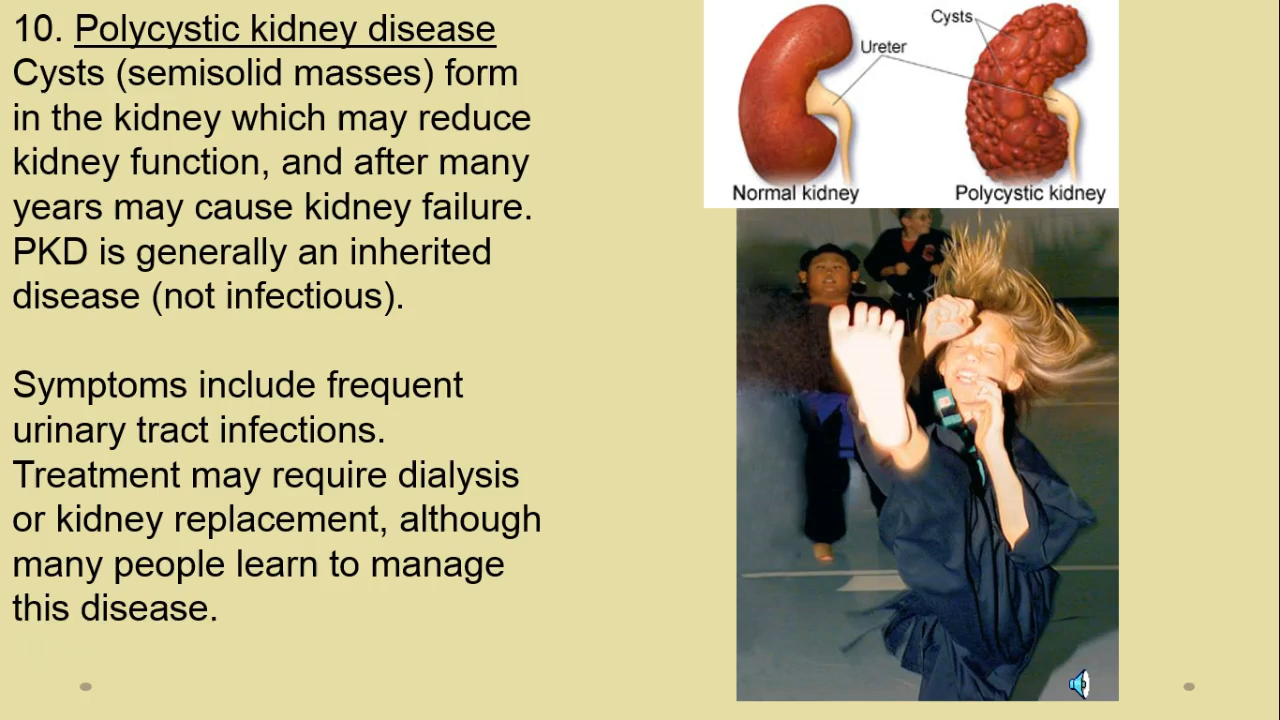 10. Polycystic kidney disease
Cysts (semisolid masses) form
in the kidney which may reduce
kidney function, and after many
years may cause kidney failure.
PKD is generally an inherited
disease (not infectious).
Symptoms include frequent
urinary tract infections.
Treatment may require dialysis
or kidney replacement, although
many people learn to manage
this disease.
Cysts
Ureter
Normal kidney
Polycystic kidney